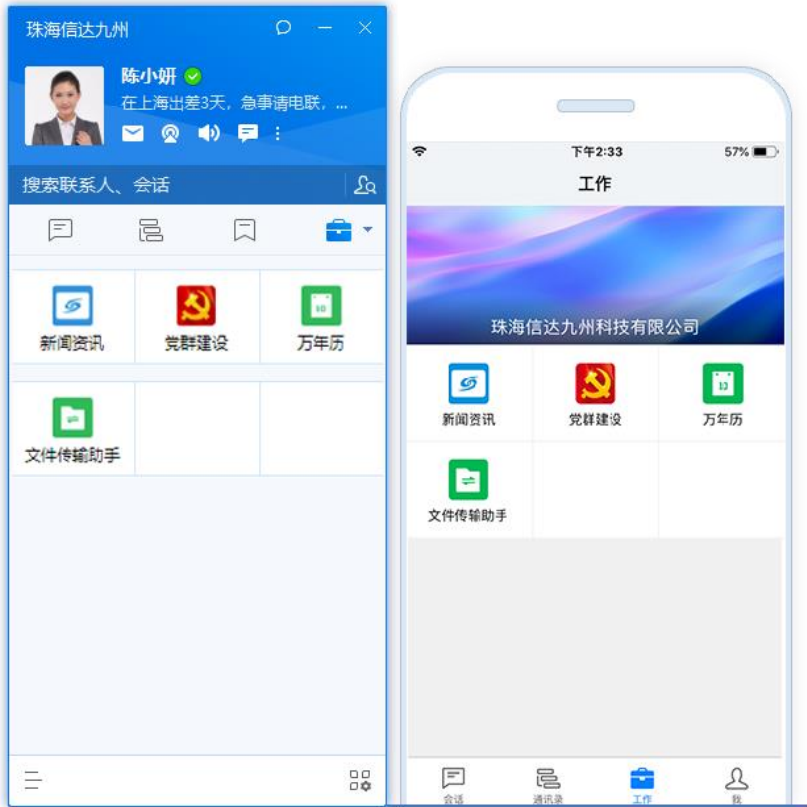 珠海信达九州
陈小妍
在上海出差3天，急事请电联，...
搜索联系人、会话
新闻资讯
党群建设
万年历
10
文件传输助手
下午2:33
57%
工作
珠海信达九州科技有限公司
新闻资讯
党群建设
万年历
文件传输助手
会话
通讯录
工作
我